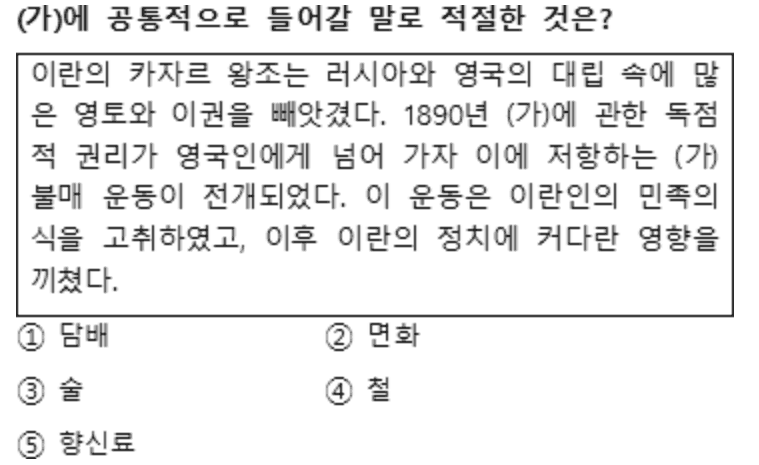 (가)에 공통적으로 들어갈 말로 적절한 것은?
이란의 카자르 왕조는 러시아와 영국의 대립 속에 많
은 영토와 이권을 빼앗겼다. 1890년 (가)에 관한 독점
적 권리가 영국인에게 넘어 가자 이에 저항하는 (가)
불매 운동이 전개되었다. 이 운동은 이란인의 민족의
식을 고취하였고, 이후 이란의 정치에 커다란 영향을
끼쳤다.
① 담배 ② 면화
③ 술 ④ 철
⑤ 향신료